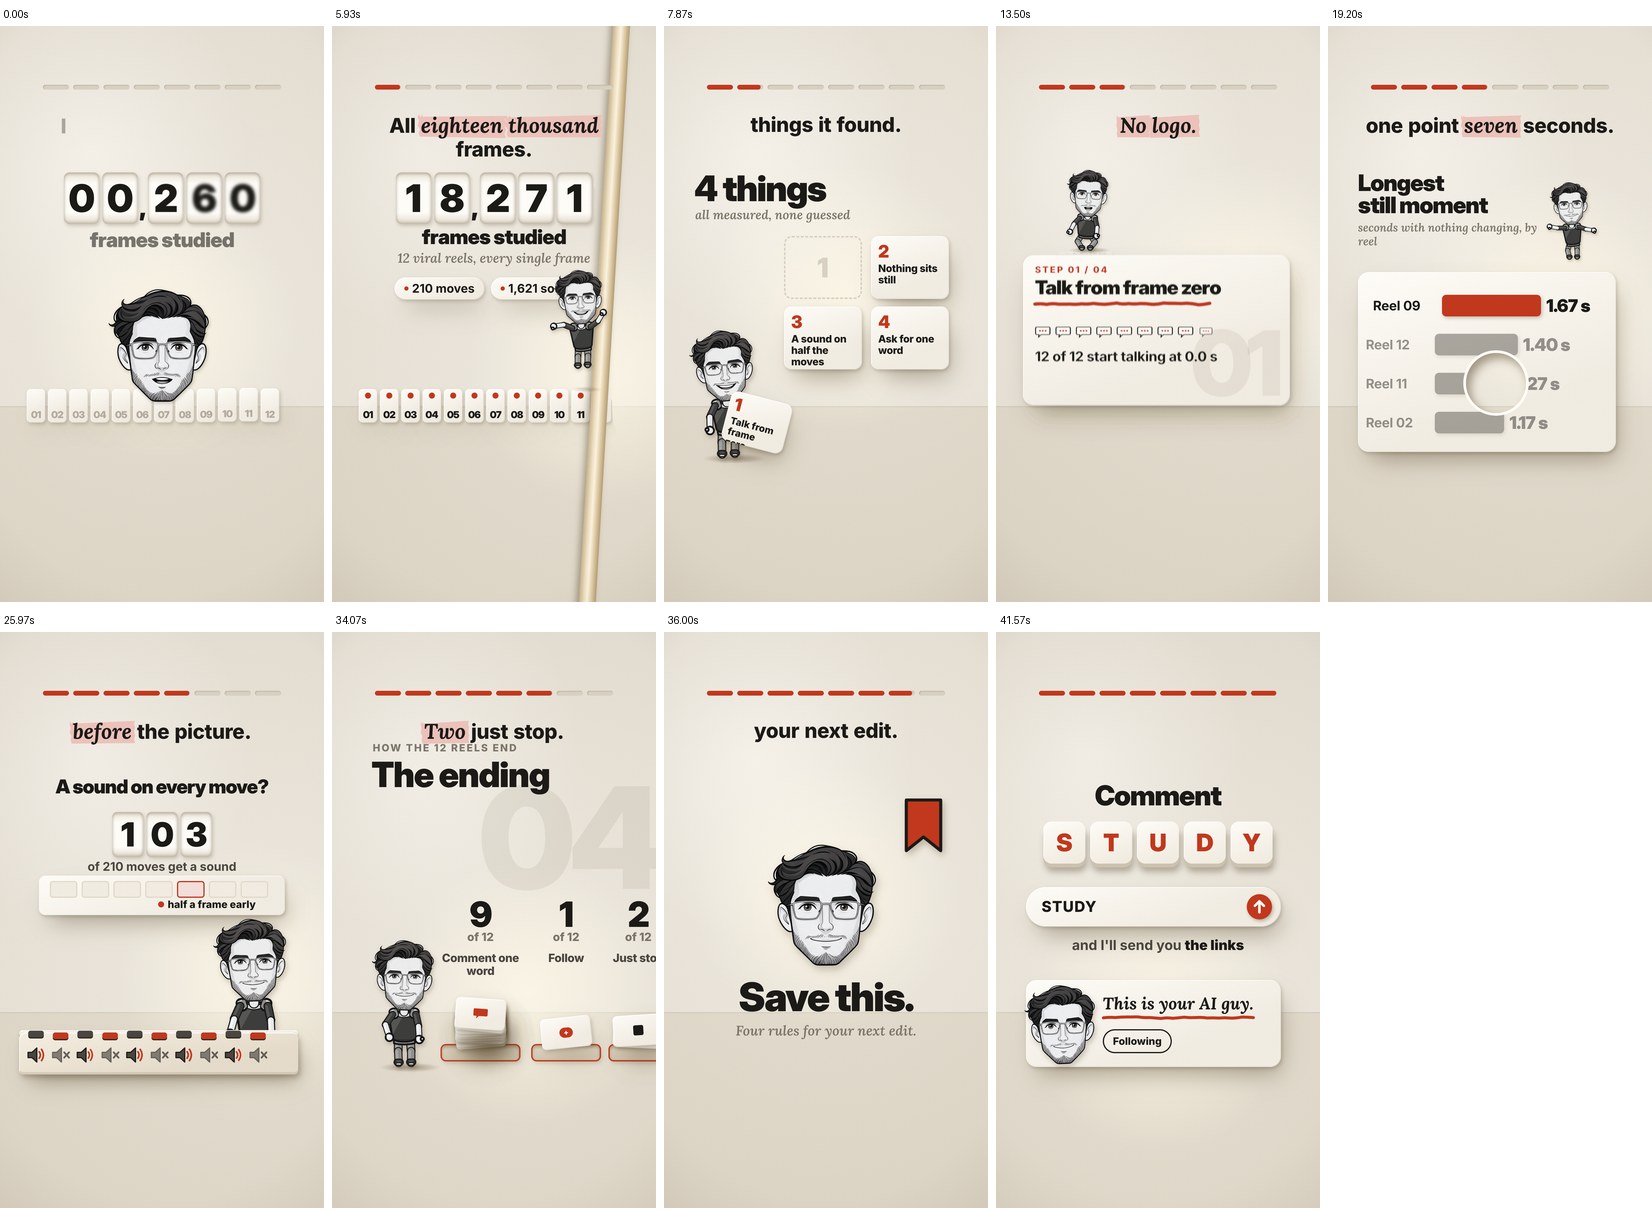 0.00s
I
00,260
frames studied
01 02 03 04 05 06 07 08 09 10 11 12
5.93s
All eighteen thousand
frames.
18,271
frames studied
12 viral reels, every single frame
210 moves
1,621 so
01 02 03 04 05 06 07 08 09 10 11
7.87s
things it found.
4 things
all measured, none guessed
1
2
Nothing sits
still
3
A sound on
half the
moves
4
Ask for one
word
1
Talk from
frame
13.50s
No logo.
STEP 01 / 04
Talk from frame zero
12 of 12 start talking at 0.0 s
01
19.20s
one point seven seconds.
Longest
still moment
seconds with nothing changing, by
reel
Reel 09 1.67 s
Reel 12 1.40 s
Reel 11 27 s
Reel 02 1.17 s
25.97s
before the picture.
A sound on every move?
103
of 210 moves get a sound
half a frame early
34.07s
Two just stop.
HOW THE 12 REELS END
The ending
04
9
of 12
Comment one
word
1
of 12
Follow
2
of 12
Just sto
36.00s
your next edit.
Save this.
Four rules for your next edit.
41.57s
Comment
STUDY
STUDY
and I'll send you the links
This is your AI guy.
Following